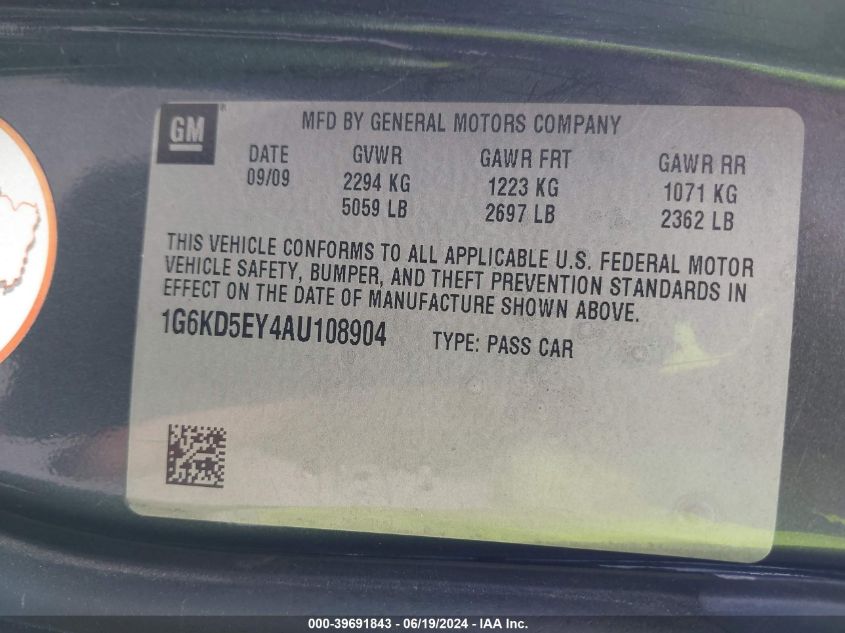 GM®
MFD BY GENERAL MOTORS COMPANY
DATE GVWR GAWR FRT GAWR RR
09/09 2294 KG 1223 KG 1071 KG
5059 LB 2697 LB 2362 LB
THIS VEHICLE CONFORMS TO ALL APPLICABLE U.S. FEDERAL MOTOR
VEHICLE SAFETY, BUMPER, AND THEFT PREVENTION STANDARDS IN
EFFECT ON THE DATE OF MANUFACTURE SHOWN ABOVE.
1G6KD5EY4AU108904 TYPE: PASS CAR
000-39691843 - 06/19/2024 - IAA Inc.